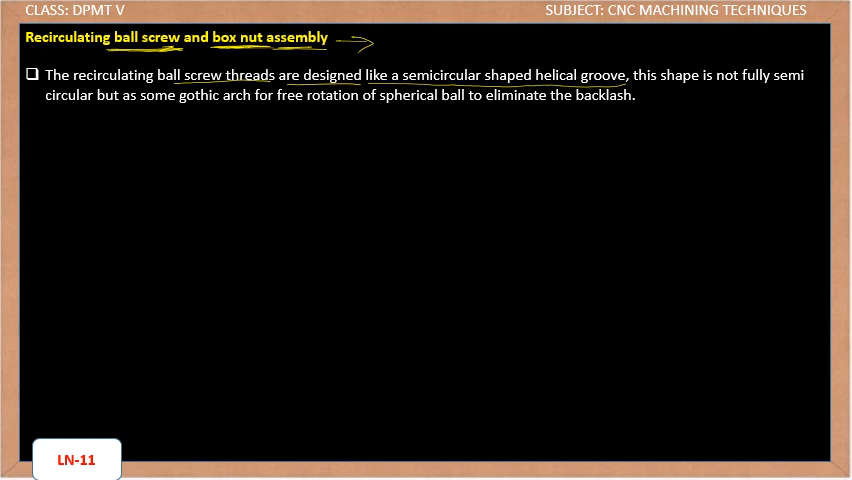 CLASS: DPMT V
SUBJECT: CNC MACHINING TECHNIQUES
Recirculating ball screw and box nut assembly
The recirculating ball screw threads are designed like a semicircular shaped helical groove, this shape is not fully semi
circular but as some gothic arch for free rotation of spherical ball to eliminate the backlash.
LN-11